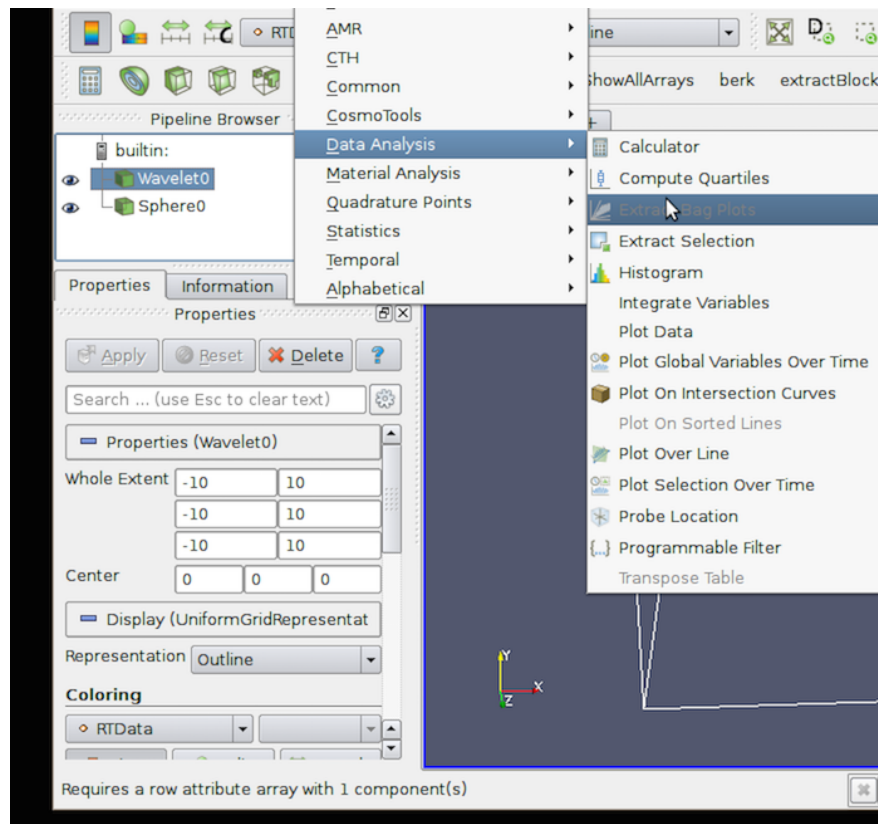 AMR
RTD
ine
CTH
Common
howAllArrays berk extractBlock
CosmoTools
Pipeline Browser
Data Analysis
builtin:
Calculator
Wavelet0
Material Analysis
Compute Quartiles
Sphere0
Quadrature Points
Extract Bag Plots
Statistics
Extract Selection
Temporal
Histogram
Properties Information
Alphabetical
Integrate Variables
Properties
Plot Data
Apply Reset Delete ?
Plot Global Variables Over Time
Search ... (use Esc to clear text)
Plot On Intersection Curves
Plot On Sorted Lines
Properties (Wavelet0)
Plot Over Line
Whole Extent -10 10
Plot Selection Over Time
-10 10
Probe Location
-10 10
{...} Programmable Filter
Center 0 0 0
Transpose Table
Display (UniformGridRepresentat
Representation Outline
Y
X
Z
Coloring
RTData
Requires a row attribute array with 1 component(s)